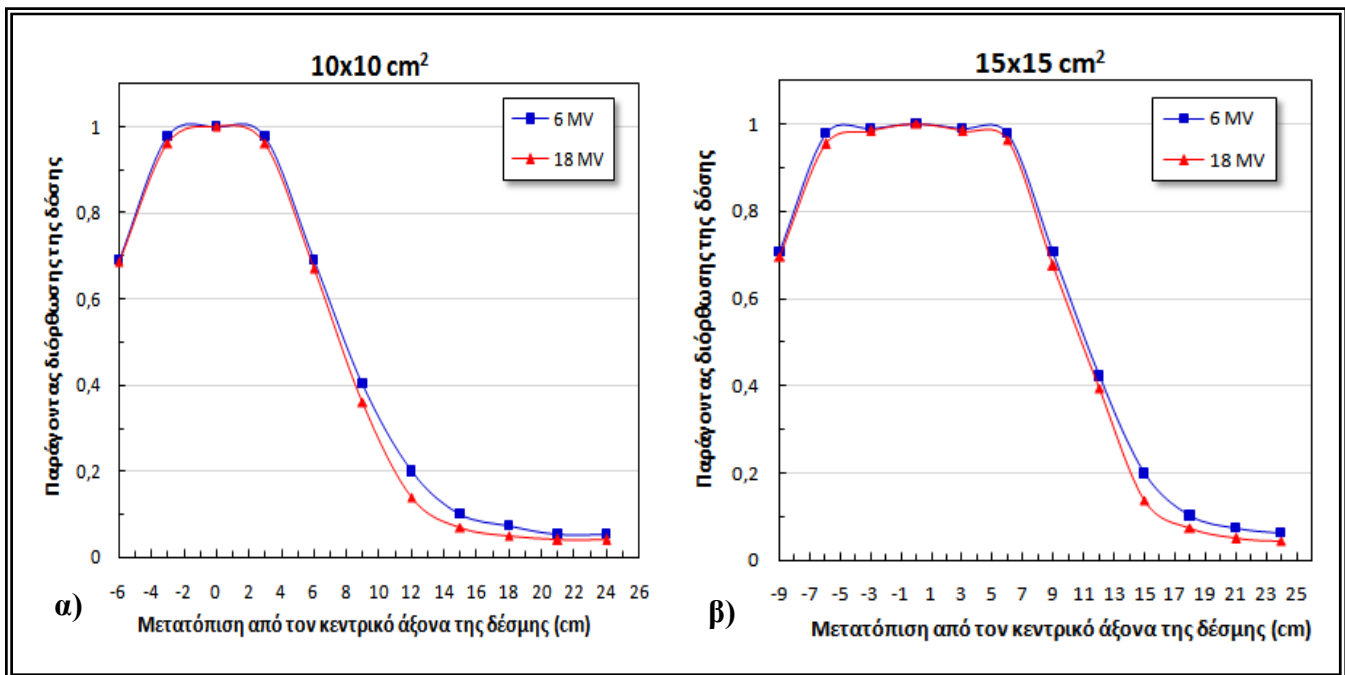 10x10 cm²
6 MV
18 MV
Παράγοντας διόρθωσης της δόσης
1
0,8
0,6
0,4
0,2
0
-6 -4 -2 0 2 4 6 8 10 12 14 16 18 20 22 24 26
α)
Μετατόπιση από τον κεντρικό άξονα της δέσμης (cm)
15x15 cm²
6 MV
18 MV
Παράγοντας διόρθωσης της δόσης
1
0,8
0,6
0,4
0,2
0
-9 -7 -5 -3 -1 1 3 5 7 9 11 13 15 17 19 21 23 25
β)
Μετατόπιση από τον κεντρικό άξονα της δέσμης (cm)